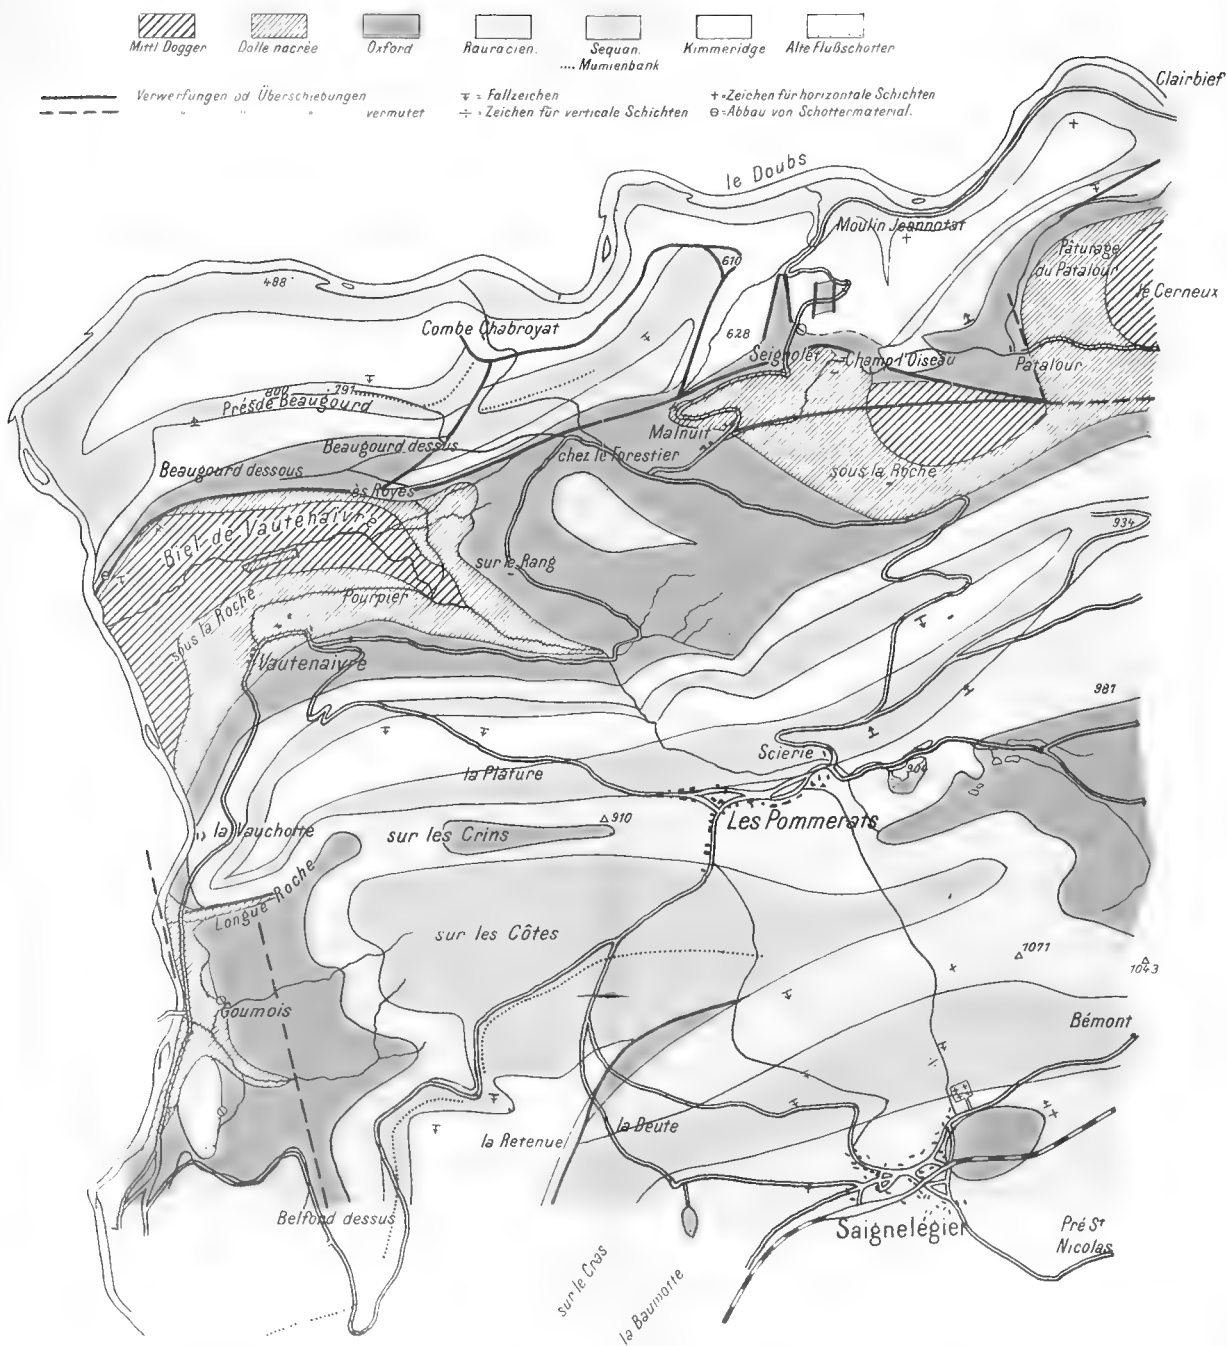 Mittl Dogger
Dalle nacrée
Oxford
Rauracien.
Sequan.
Kimmeridge
Alte Flußschotter
.... Mumienbank
Verwerfungen od Überschiebungen
" " " vermutet
= Fallzeichen
÷ = Zeichen für verticale Schichten
+ = Zeichen für horizontale Schichten
⊖ = Abbau von Schottermaterial.
Clairbief
le Doubs
Moulin Jeannotat
Pâturage
du Patalour
le Cerneux
610
488
Combe Chabroyat
628
Seignolet
Champ l'Oiseau
Patalour
800
791
Prés de Beaugourd
Malnuit
Beaugourd dessus
chez le Forestier
Beaugourd dessous
sous la Roche
ès Royes
Biel de Vautenaivre
934
sur le Rang
Pourpier
sous la Roche
Vautenaivre
981
Scierie
la Plâture
904
Les Pommerats
910
la Vauchotte
sur les Crins
Longue Roche
sur les Côtes
1071
1043
Goumois
Bémont
la Retenue
la Deute
Belfond dessus
Saignelégier
Pré St
Nicolas
sur le Cras
la Baumotte